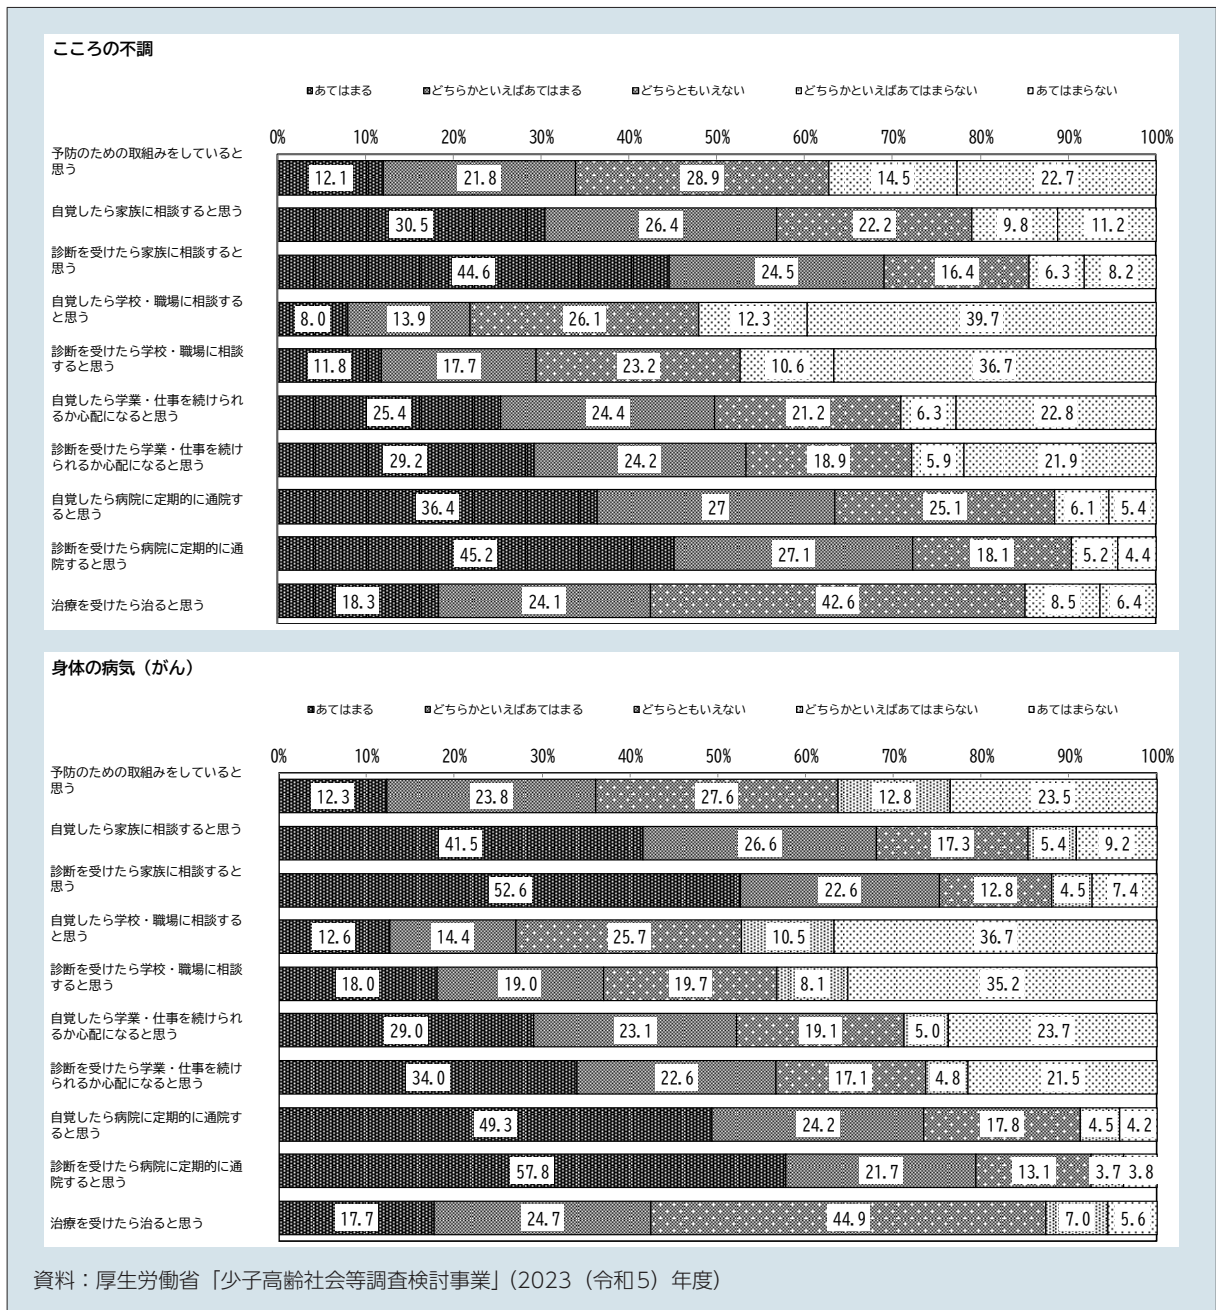 こころの不調
あてはまる どちらかといえばあてはまる どちらともいえない どちらかといえばあてはまらない あてはまらない
0% 10% 20% 30% 40% 50% 60% 70% 80% 90% 100%
予防のための取組みをしていると
思う
12.1 21.8 28.9 14.5 22.7
自覚したら家族に相談すると思う
30.5 26.4 22.2 9.8 11.2
診断を受けたら家族に相談すると
思う
44.6 24.5 16.4 6.3 8.2
自覚したら学校・職場に相談する
と思う
8.0 13.9 26.1 12.3 39.7
診断を受けたら学校・職場に相談
すると思う
11.8 17.7 23.2 10.6 36.7
自覚したら学業・仕事を続けられ
るか心配になると思う
25.4 24.4 21.2 6.3 22.8
診断を受けたら学業・仕事を続け
られるか心配になると思う
29.2 24.2 18.9 5.9 21.9
自覚したら病院に定期的に通院す
ると思う
36.4 27 25.1 6.1 5.4
診断を受けたら病院に定期的に通
院すると思う
45.2 27.1 18.1 5.2 4.4
治療を受けたら治ると思う
18.3 24.1 42.6 8.5 6.4
身体の病気（がん）
あてはまる どちらかといえばあてはまる どちらともいえない どちらかといえばあてはまらない あてはまらない
0% 10% 20% 30% 40% 50% 60% 70% 80% 90% 100%
予防のための取組みをしていると
思う
12.3 23.8 27.6 12.8 23.5
自覚したら家族に相談すると思う
41.5 26.6 17.3 5.4 9.2
診断を受けたら家族に相談すると
思う
52.6 22.6 12.8 4.5 7.4
自覚したら学校・職場に相談する
と思う
12.6 14.4 25.7 10.5 36.7
診断を受けたら学校・職場に相談
すると思う
18.0 19.0 19.7 8.1 35.2
自覚したら学業・仕事を続けられ
るか心配になると思う
29.0 23.1 19.1 5.0 23.7
診断を受けたら学業・仕事を続け
られるか心配になると思う
34.0 22.6 17.1 4.8 21.5
自覚したら病院に定期的に通院す
ると思う
49.3 24.2 17.8 4.5 4.2
診断を受けたら病院に定期的に通
院すると思う
57.8 21.7 13.1 3.7 3.8
治療を受けたら治ると思う
17.7 24.7 44.9 7.0 5.6
資料：厚生労働省「少子高齢社会等調査検討事業」（2023（令和5）年度）